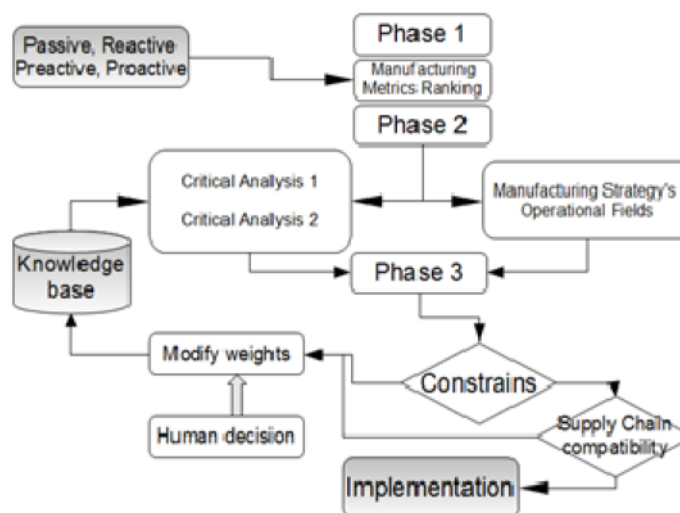 Passive, Reactive
Preactive, Proactive
Phase 1
Manufacturing
Metrics Ranking
Phase 2
Critical Analysis 1
Critical Analysis 2
Manufacturing Strategy's
Operational Fields
Knowledge
base
Phase 3
Modify weights
Constrains
Human decision
Supply Chain
compatibility
Implementation